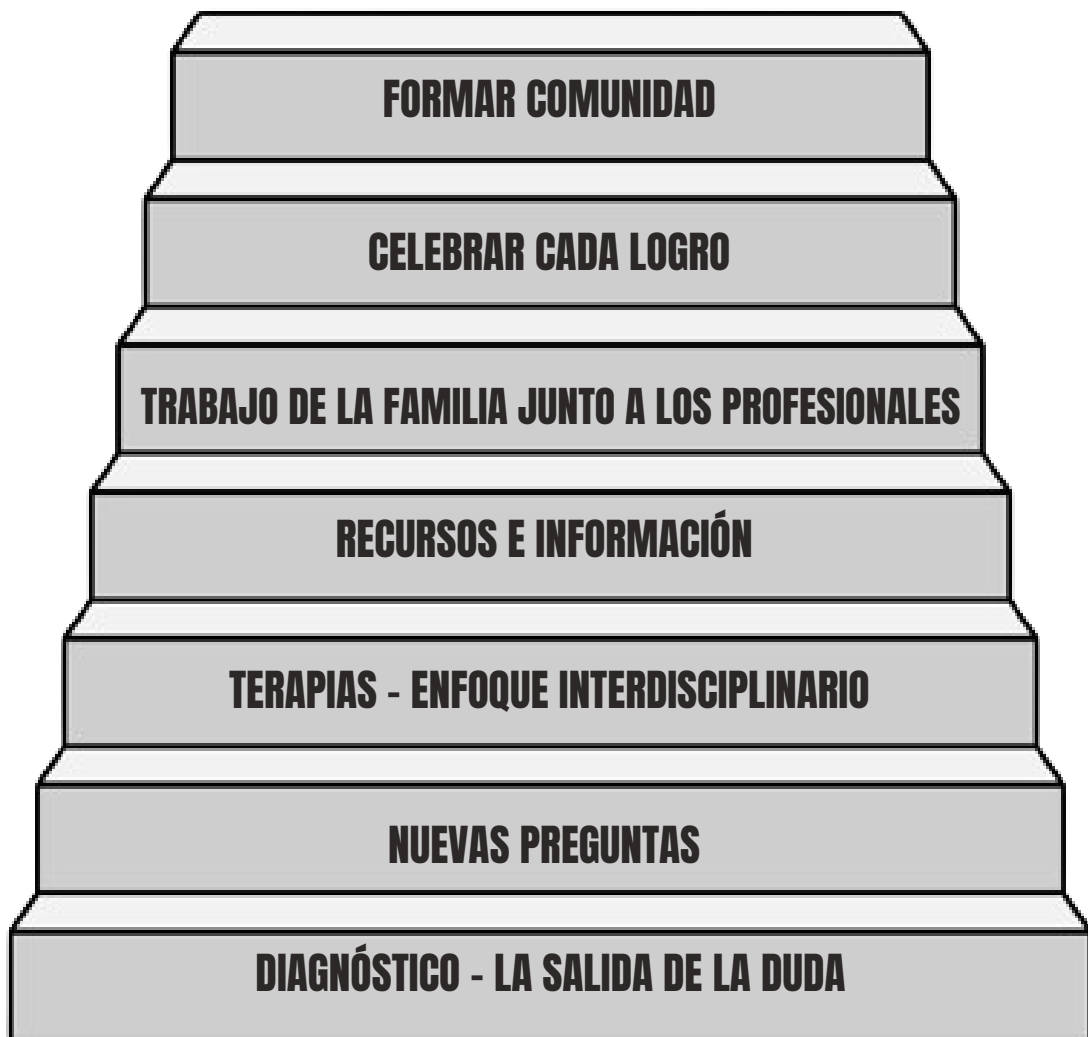 FORMAR COMUNIDAD
CELEBRAR CADA LOGRO
TRABAJO DE LA FAMILIA JUNTO A LOS PROFESIONALES
RECURSOS E INFORMACIÓN
TERAPIAS - ENFOQUE INTERDISCIPLINARIO
NUEVAS PREGUNTAS
DIAGNÓSTICO - LA SALIDA DE LA DUDA